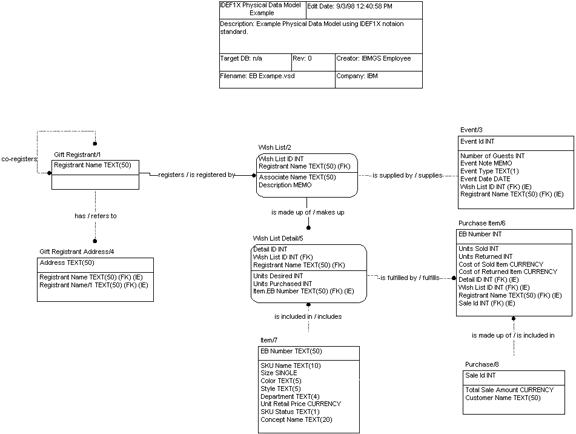 IDEF1X Physical Data Model
Example
Edit Date: 9/3/98 12:40:58 PM
Description: Example Physical Data Model using IDEF1X notaion
standard.
Target DB: n/a
Rev: 0
Creator: IBMGS Employee
Filename: EB Exampe.vsd
Company: IBM
co-registers
Gift Registrant/1
Registrant Name TEXT(50)
registers / is registered by
Wish List/2
Wish List ID INT
Registrant Name TEXT(50) (FK)
Associate Name TEXT(50)
Description MEMO
is supplied by / supplies
Event/3
Event Id INT
Number of Guests INT
Event Note MEMO
Event Type TEXT(1)
Event Date DATE
Wish List ID INT (FK) (IE)
Registrant Name TEXT(50) (FK) (IE)
has / refers to
Gift Registrant Address/4
Address TEXT(50)
Registrant Name TEXT(50) (FK) (IE)
Registrant Name/1 TEXT(50) (FK) (IE)
is made up of / makes up
Wish List Detail/5
Detail ID INT
Wish List ID INT (FK)
Registrant Name TEXT(50) (FK)
Units Desired INT
Units Purchased INT
Item.EB Number TEXT(50) (FK) (IE)
is fulfilled by / fulfills
Purchase Item/6
EB Number INT
Units Sold INT
Units Returned INT
Cost of Sold Item CURRENCY
Cost of Returned Item CURRENCY
Detail ID INT (FK) (IE)
Wish List ID INT (FK) (IE)
Registrant Name TEXT(50) (FK) (IE)
Sale Id INT (FK) (IE)
is included in / includes
Item/7
EB Number TEXT(50)
SKU Name TEXT(10)
Size SINGLE
Color TEXT(5)
Style TEXT(5)
Department TEXT(4)
Unit Retail Price CURRENCY
SKU Status TEXT(1)
Concept Name TEXT(20)
is made up of / is included in
Purchase/8
Sale Id INT
Total Sale Amount CURRENCY
Customer Name TEXT(50)